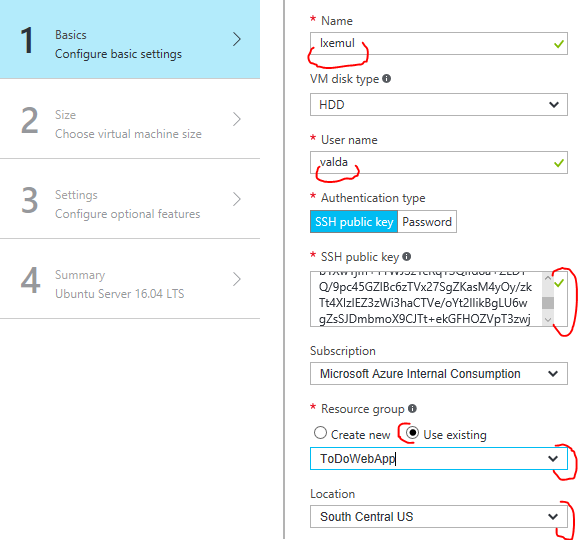 1
Basics
Configure basic settings
2
Size
Choose virtual machine size
3
Settings
Configure optional features
4
Summary
Ubuntu Server 16.04 LTS
* Name
lxemul
VM disk type
HDD
* User name
valda
* Authentication type
SSH public key Password
* SSH public key
Q/9pc45GZIBc6zTVx27SgZKasM4yOy/zk
Tt4XIzIEZ3zWi3haCTVe/oYt2IlikBgLU6w
gZsSJDmbmoX9CJTt+ekGFHOZVpT3zwj
Subscription
Microsoft Azure Internal Consumption
* Resource group
Create new Use existing
ToDoWebApp
Location
South Central US